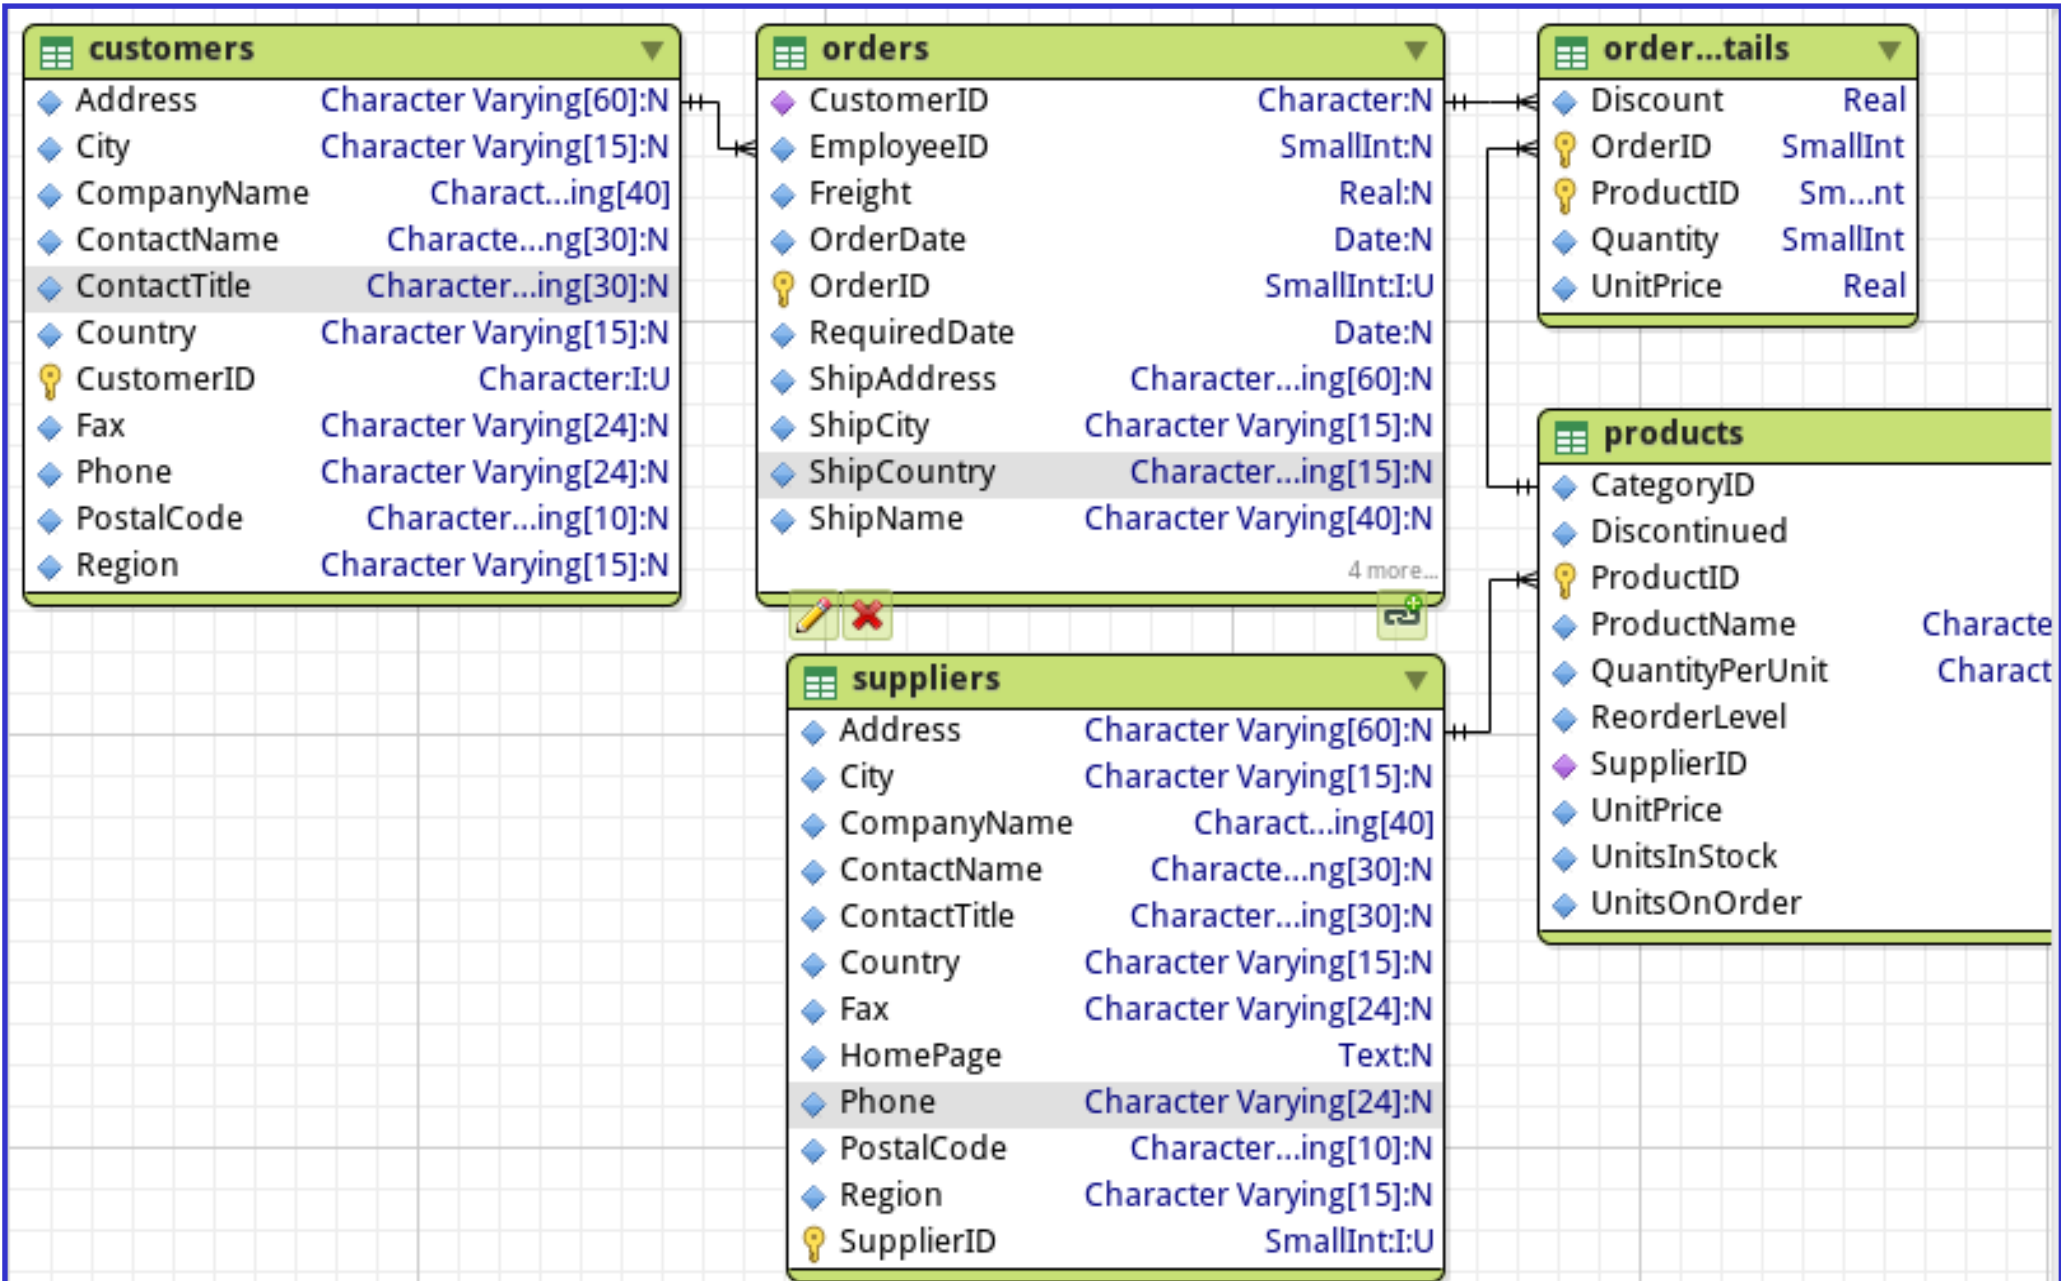 customers
Address Character Varying[60]:N
City Character Varying[15]:N
CompanyName Charact...ing[40]
ContactName Characte...ng[30]:N
ContactTitle Character...ing[30]:N
Country Character Varying[15]:N
CustomerID Character:I:U
Fax Character Varying[24]:N
Phone Character Varying[24]:N
PostalCode Character...ing[10]:N
Region Character Varying[15]:N
orders
CustomerID Character:N
EmployeeID SmallInt:N
Freight Real:N
OrderDate Date:N
OrderID SmallInt:I:U
RequiredDate Date:N
ShipAddress Character...ing[60]:N
ShipCity Character Varying[15]:N
ShipCountry Character...ing[15]:N
ShipName Character Varying[40]:N
4 more...
order...tails
Discount Real
OrderID SmallInt
ProductID Sm...nt
Quantity SmallInt
UnitPrice Real
products
CategoryID
Discontinued
ProductID
ProductName Characte
QuantityPerUnit Charact
ReorderLevel
SupplierID
UnitPrice
UnitsInStock
UnitsOnOrder
suppliers
Address Character Varying[60]:N
City Character Varying[15]:N
CompanyName Charact...ing[40]
ContactName Characte...ng[30]:N
ContactTitle Character...ing[30]:N
Country Character Varying[15]:N
Fax Character Varying[24]:N
HomePage Text:N
Phone Character Varying[24]:N
PostalCode Character...ing[10]:N
Region Character Varying[15]:N
SupplierID SmallInt:I:U